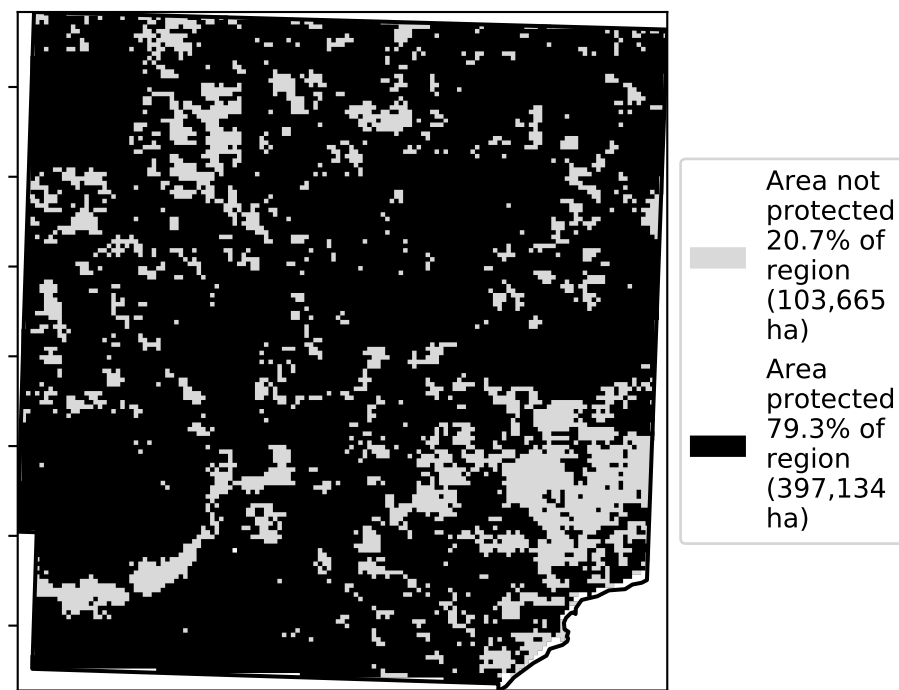 Area not
protected
20.7% of
region
(103,665
ha)
Area
protected
79.3% of
region
(397,134
ha)